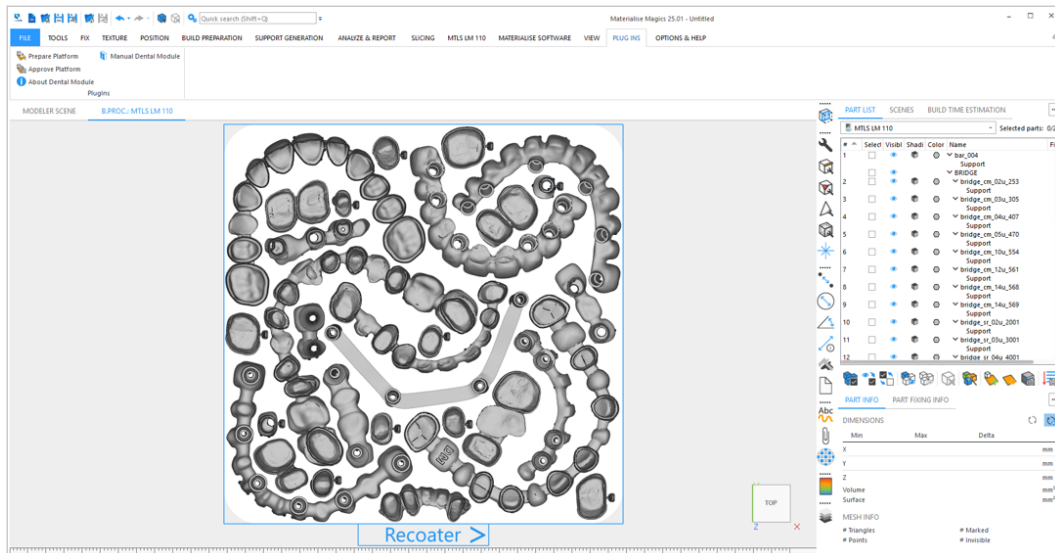 Quick search (Shift+Q)
Materialise Magics 25.01 - Untitled
FILE TOOLS FIX TEXTURE POSITION BUILD PREPARATION SUPPORT GENERATION ANALYZE & REPORT SLICING MTLS LM 110 MATERIALISE SOFTWARE VIEW PLUG INS OPTIONS & HELP
Prepare Platform Manual Dental Module
Approve Platform
About Dental Module
PlugIns
MODELER SCENE B.PROC.: MTLS LM 110
PART LIST SCENES BUILD TIME ESTIMATION
MTLS LM 110 Selected parts: 0/2
# Select Visibl Shadi Color Name
1 bar_004
Support
BRIDGE
2 bridge_cm_02u_253
Support
3 bridge_cm_03u_305
Support
4 bridge_cm_04u_407
Support
5 bridge_cm_05u_470
Support
6 bridge_cm_10u_554
Support
7 bridge_cm_12u_561
Support
8 bridge_cm_14u_568
Support
9 bridge_cm_14u_569
Support
10 bridge_sr_02u_2001
Support
11 bridge_sr_03u_3001
Support
12 bridge_sr_04u_4001
PART INFO PART FIXING INFO
DIMENSIONS
Min Max Delta
X mm
Y mm
Z mm
Volume mm³
Surface mm²
MESH INFO
# Triangles # Marked
# Points # Invisible
Abc
TOP
Z X
Recoater >